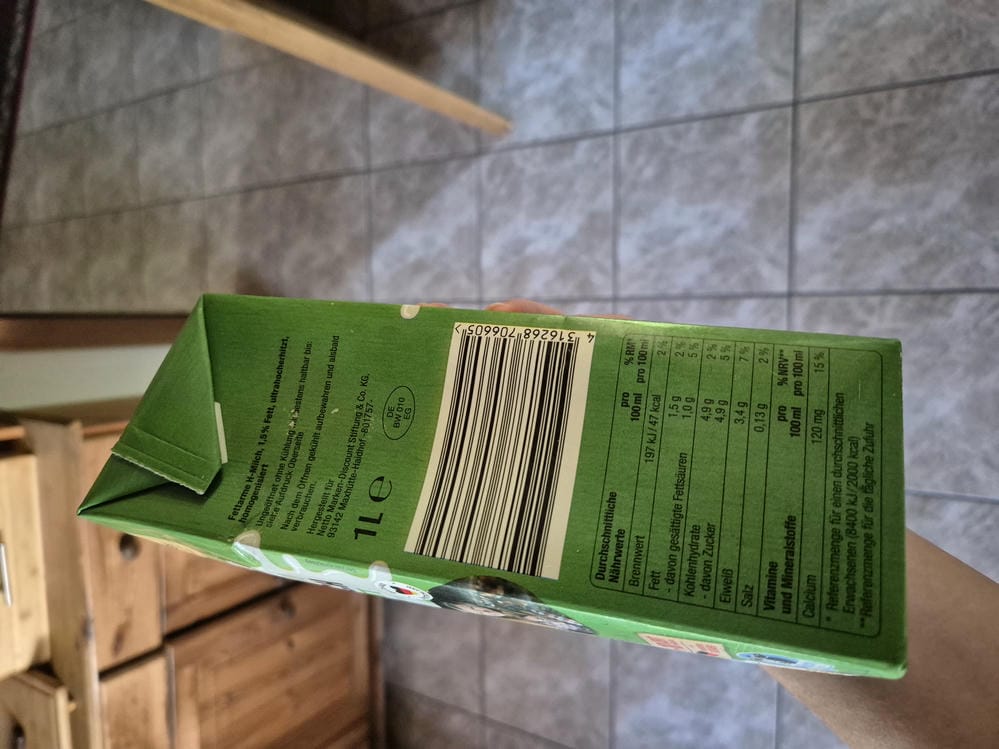 Fettarme H-Milch, 1,5% Fett, ultrahocherhitzt,
homogenisiert
Ungeöffnet ohne Kühlung mindestens haltbar bis:
siehe Aufdruck Oberseite
Nach dem Öffnen gekühlt aufbewahren und alsbald
verbrauchen.
Hergestellt für
Netto Marken-Discount Stiftung & Co. KG,
93142 Maxhütte-Haidhof -801757-
1L e
DE
BW 010
EG
4 316268 706605 >
Durchschnittliche Nährwerte pro 100 ml %RM* pro 100 ml
Brennwert 197 kJ / 47 kcal 2 %
Fett 1,5 g 2 %
- davon gesättigte Fettsäuren 1,0 g 5 %
Kohlenhydrate 4,9 g 2 %
- davon Zucker 4,9 g 5 %
Eiweiß 3,4 g 7 %
Salz 0,13 g 2 %
Vitamine und Mineralstoffe pro 100 ml %NRV** pro 100 ml
Calcium 120 mg 15 %
* Referenzmenge für einen durchschnittlichen
Erwachsenen (8400 kJ / 2000 kcal)
**Referenzmenge für die tägliche Zufuhr